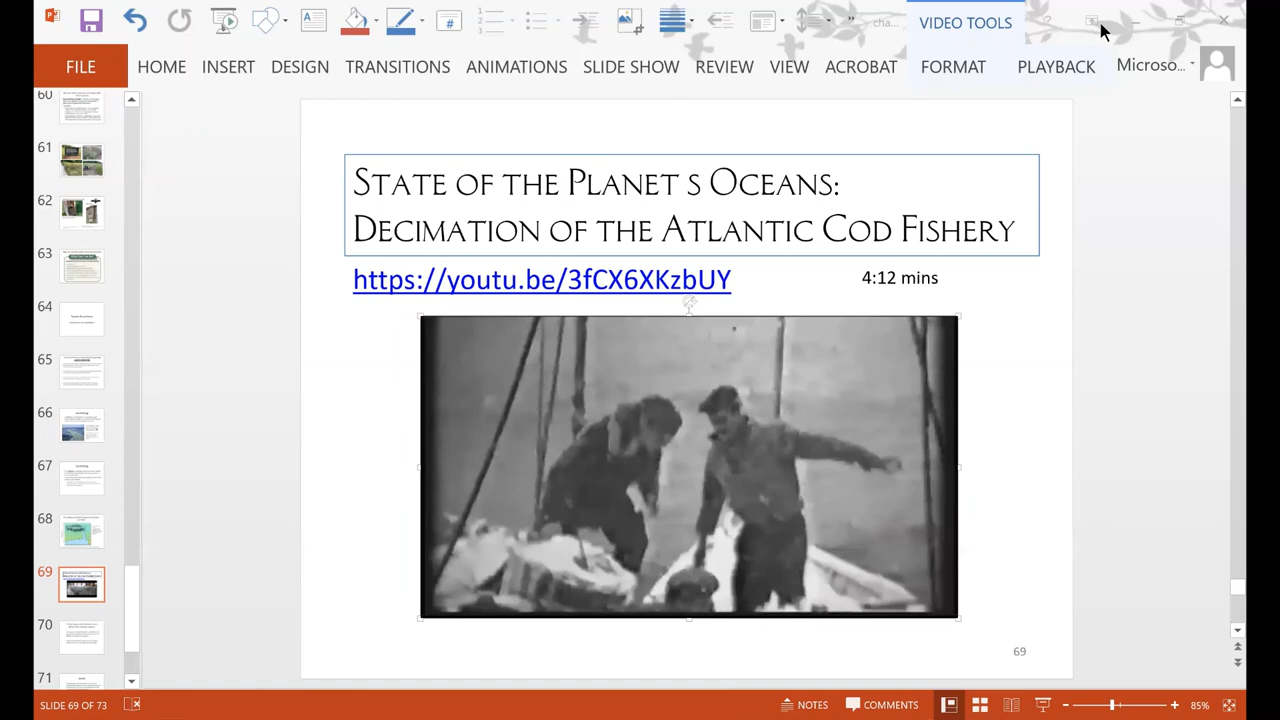 cha...
VIDEO TOOLS
?
FILE
HOME
INSERT
DESIGN
TRANSITIONS
ANIMATIONS
SLIDE SHOW
REVIEW
VIEW
ACROBAT
FORMAT
PLAYBACK
Microso...
60
61
62
63
64
65
66
67
68
69
70
71
STATE OF THE PLANET S OCEANS:
DECIMATION OF THE ATLANTIC COD FISHERY
https://youtu.be/3fCX6XKzbUY
4:12 mins
69
SLIDE 69 OF 73
NOTES
COMMENTS
85%